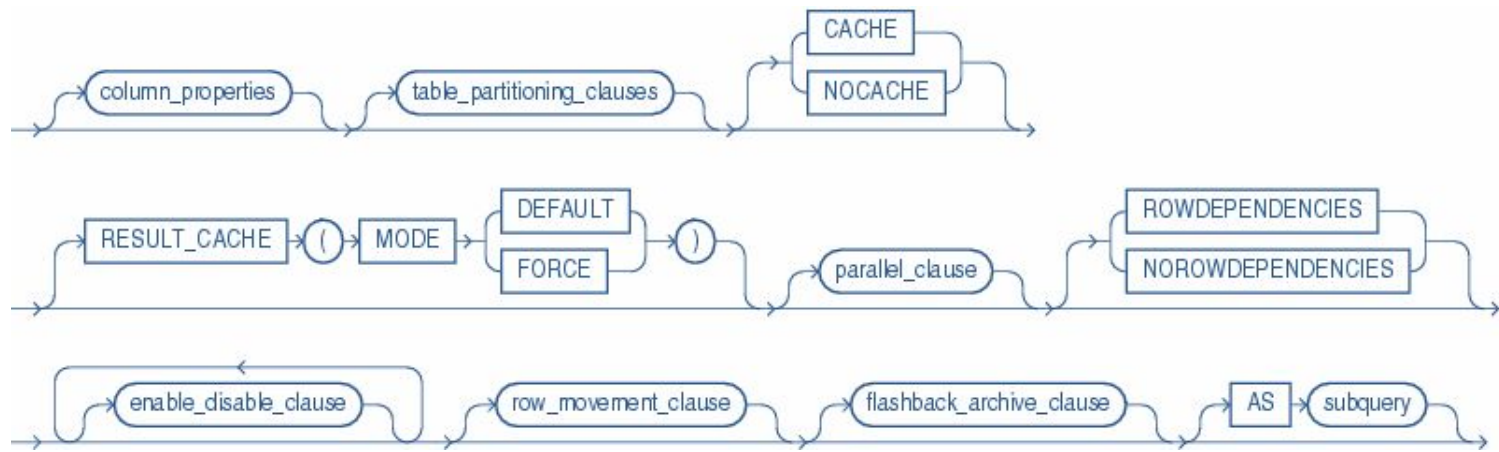 CACHE
column_properties table_partitioning_clauses NOCACHE
DEFAULT ROWDEPENDENCIES
RESULT_CACHE ( MODE )
FORCE parallel_clause NOROWDEPENDENCIES
enable_disable_clause row_movement_clause flashback_archive_clause AS subquery